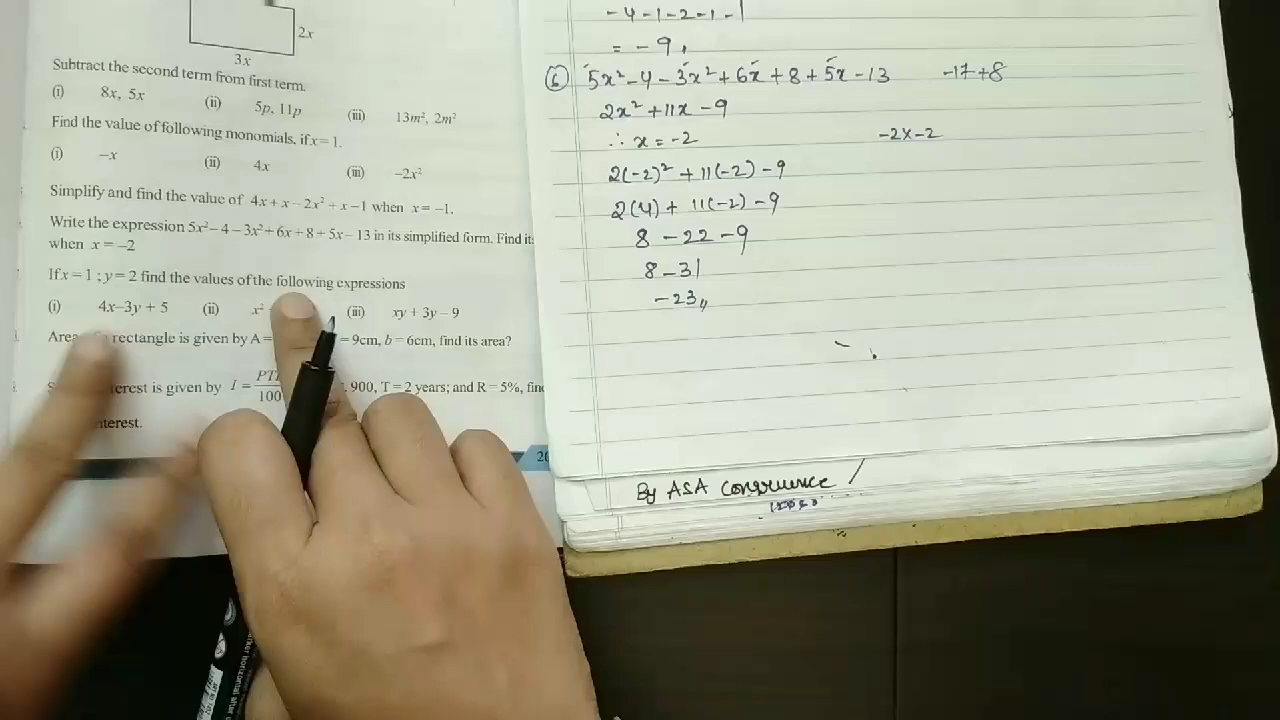 2x
3x
Subtract the second term from first term.
(i) 8x, 5x (ii) 5p, 11p (iii) 13m², 2m²
Find the value of following monomials, if x = 1.
(i) –x (ii) 4x (iii) –2x²
Simplify and find the value of 4x + x – 2x² + x – 1 when x = –1.
Write the expression 5x² – 4 – 3x² + 6x + 8 + 5x – 13 in its simplified form. Find it
when x = –2
If x = 1 ; y = 2 find the values of the following expressions
(i) 4x–3y + 5 (ii) x² (iii) xy + 3y – 9
Area rectangle is given by A = = 9cm, b = 6cm, find its area?
erest is given by I = PT
100
900, T = 2 years; and R = 5%, find
nterest.
20
-4-1-2-1-1
= -9,
6 5x² - 4 - 3x² + 6x + 8 + 5x - 13 -17+8
2x² + 11x - 9
∴ x = -2 -2x-2
2(-2)² + 11(-2) - 9
2(4) + 11(-2) - 9
8 - 22 - 9
8 - 31
-23,,
By ASA congruence /